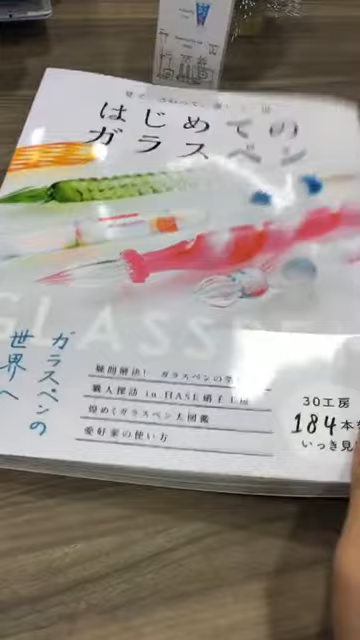 はじめての
ガラスペン
GLASSPE
ガラスペンの
世界へ
疑問解決! ガラスペンの
職人探訪 in HASE硝子工房
煌めくガラスペン大図鑑
愛好家の使い方
30工房
184本
いっき見